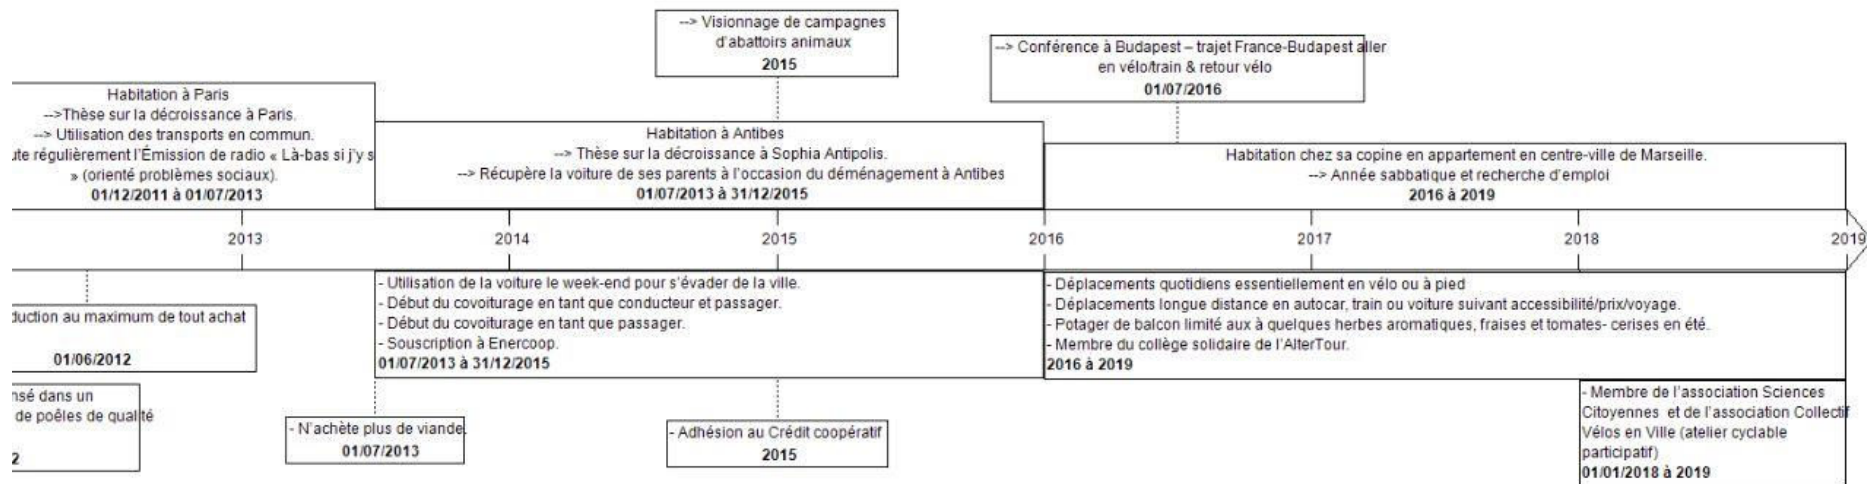 --> Visionnage de campagnes
d'abattoirs animaux
2015
--> Conférence à Budapest – trajet France-Budapest aller
en vélo/train & retour vélo
01/07/2016
Habitation à Paris
-->Thèse sur la décroissance à Paris.
--> Utilisation des transports en commun.
ute régulièrement l'Émission de radio « Là-bas si j'y s
» (orienté problèmes sociaux).
01/12/2011 à 01/07/2013
Habitation à Antibes
--> Thèse sur la décroissance à Sophia Antipolis.
--> Récupère la voiture de ses parents à l'occasion du déménagement à Antibes
01/07/2013 à 31/12/2015
Habitation chez sa copine en appartement en centre-ville de Marseille.
--> Année sabbatique et recherche d'emploi
2016 à 2019
2013 2014 2015 2016 2017 2018 2019
duction au maximum de tout achat
01/06/2012
nsé dans un
de poêles de qualité
2
- Utilisation de la voiture le week-end pour s'évader de la ville.
- Début du covoiturage en tant que conducteur et passager.
- Début du covoiturage en tant que passager.
- Souscription à Enercoop.
01/07/2013 à 31/12/2015
- N'achète plus de viande.
01/07/2013
- Adhésion au Crédit coopératif
2015
- Déplacements quotidiens essentiellement en vélo ou à pied
- Déplacements longue distance en autocar, train ou voiture suivant accessibilité/prix/voyage.
- Potager de balcon limité aux à quelques herbes aromatiques, fraises et tomates- cerises en été.
- Membre du collège solidaire de l'AlterTour.
2016 à 2019
- Membre de l'association Sciences
Citoyennes et de l'association Collectif
Vélos en Ville (atelier cyclable
participatif)
01/01/2018 à 2019